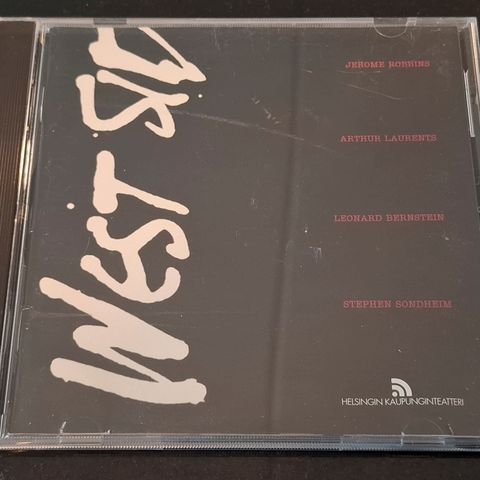 WEST SID
JEROME ROBBINS
ARTHUR LAURENTS
LEONARD BERNSTEIN
STEPHEN SONDHEIM
HELSINGIN KAUPUNGINTEATTERI